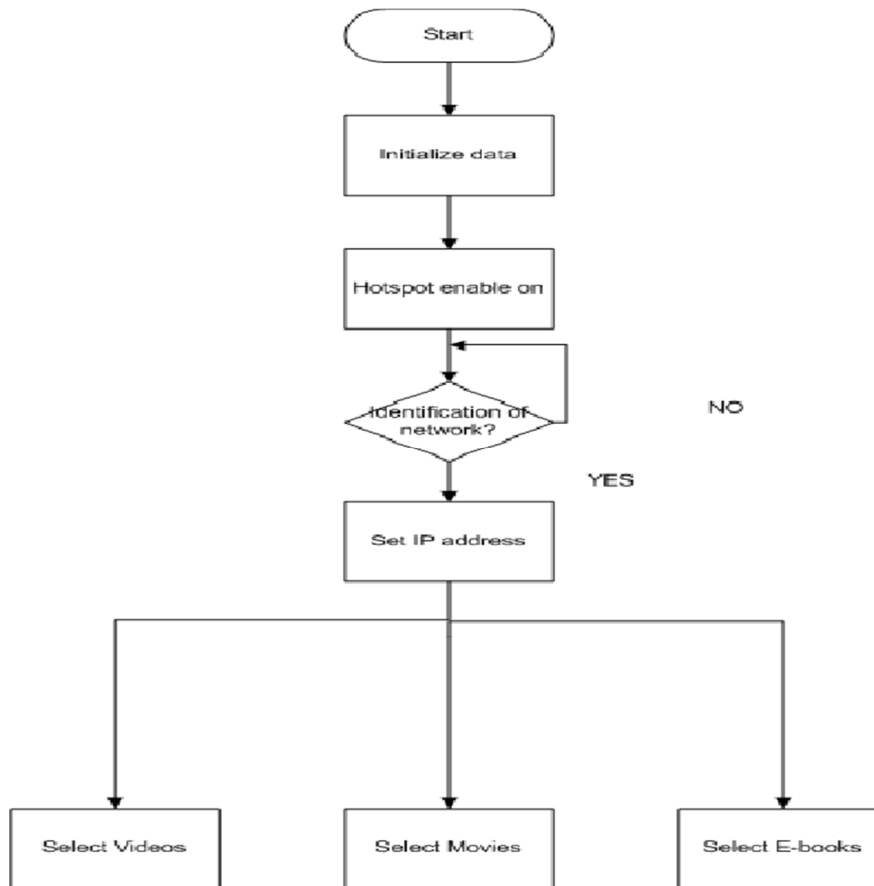 Start
Initialize data
Hotspot enable on
Identification of
network?
NO
YES
Set IP address
Select Videos
Select Movies
Select E-books